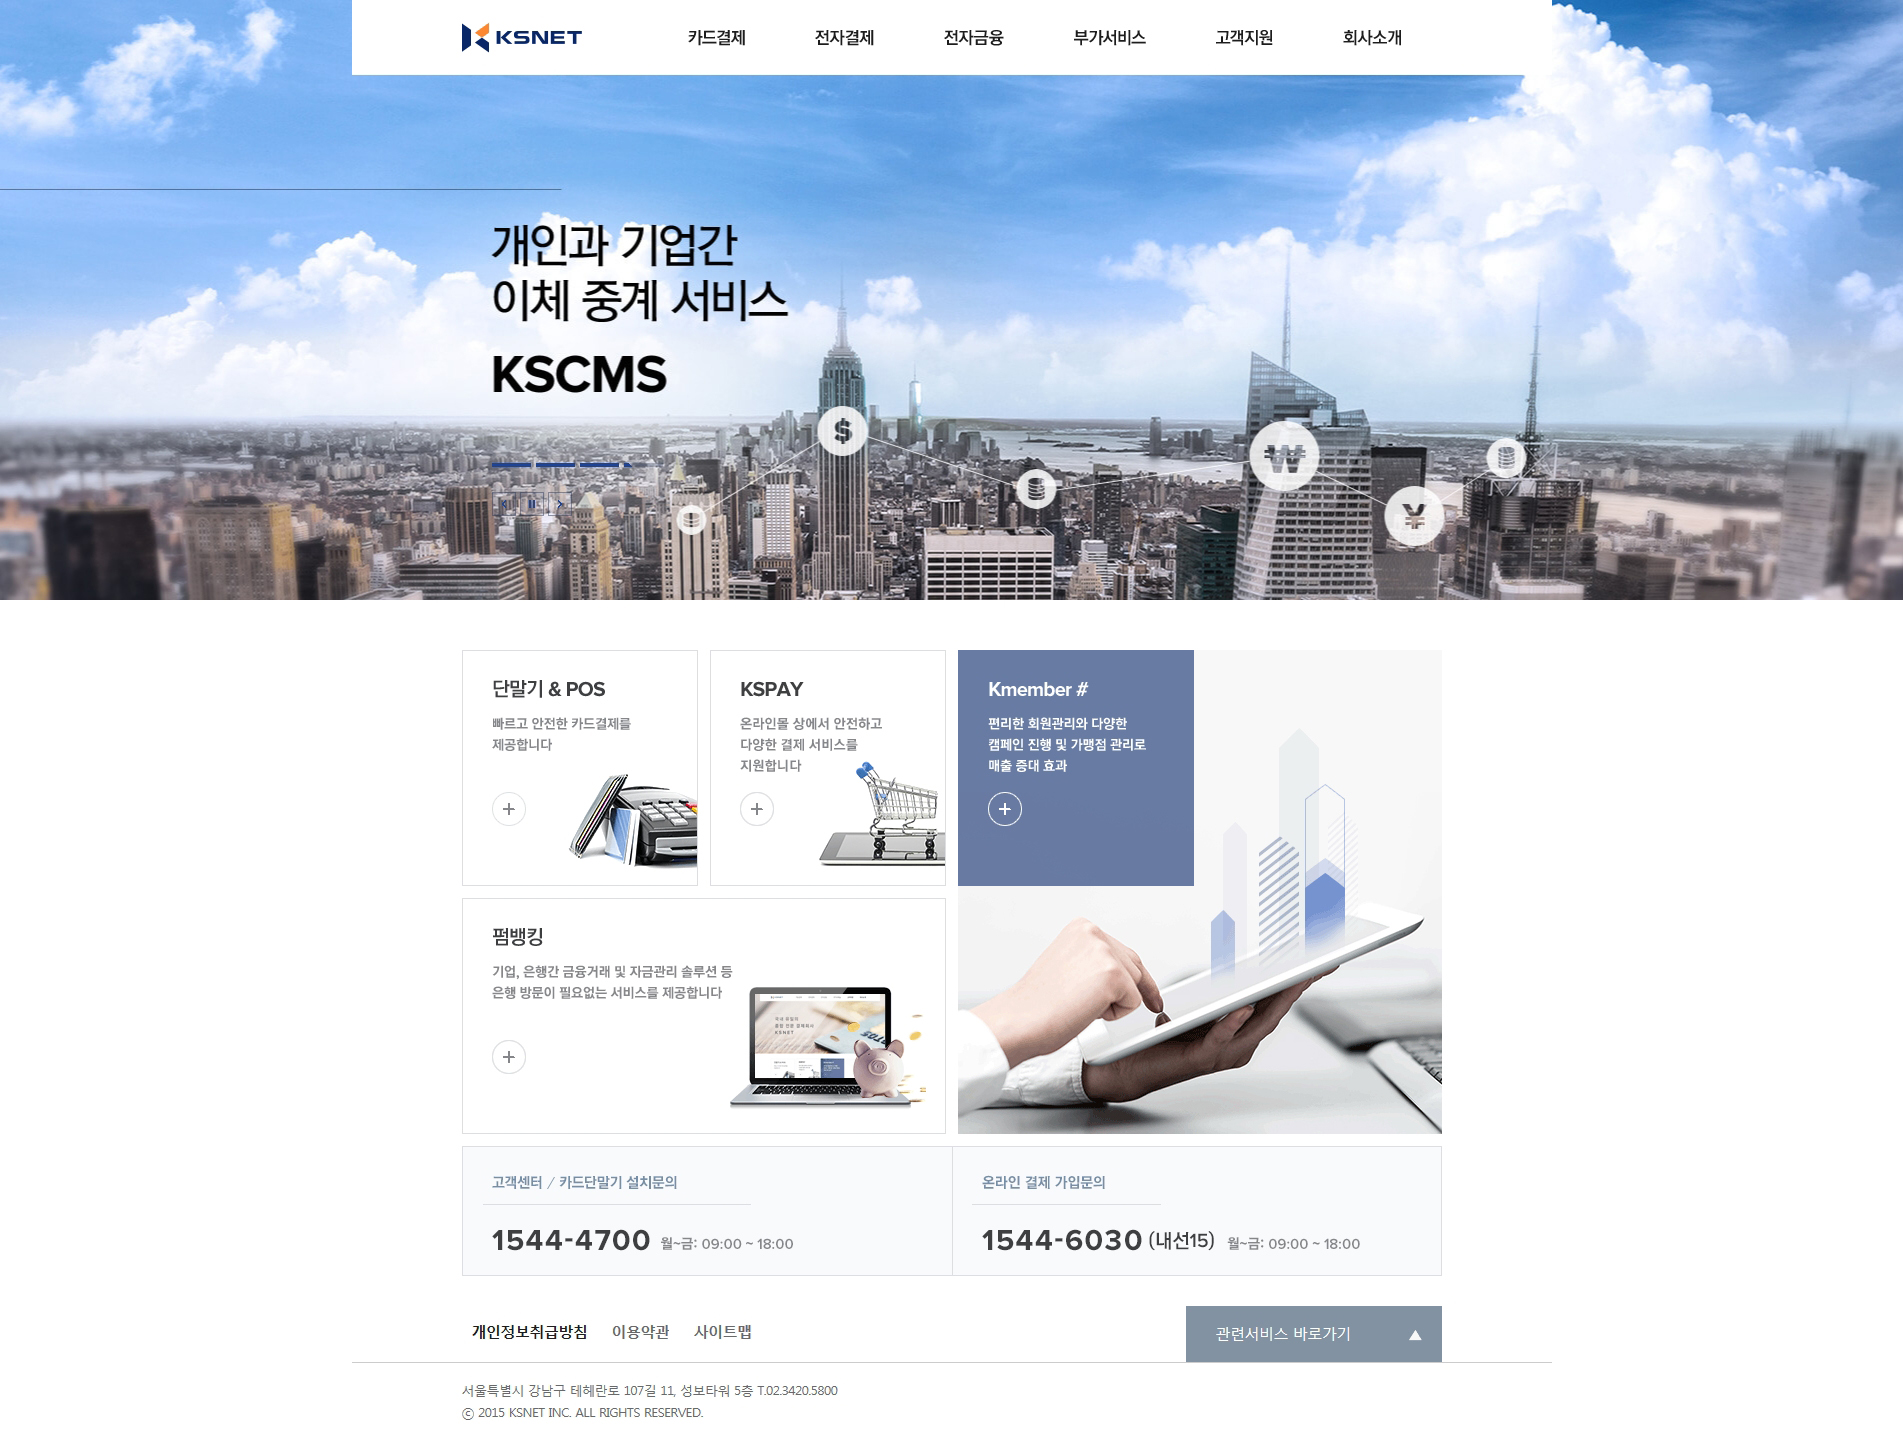 KSNET
카드결제
전자결제
전자금융
부가서비스
고객지원
회사소개
개인과 기업간
이체 중계 서비스
KSCMS
단말기 & POS
빠르고 안전한 카드결제를
제공합니다
KSPAY
온라인몰 상에서 안전하고
다양한 결제 서비스를
지원합니다
Kmember #
편리한 회원관리와 다양한
캠페인 진행 및 가맹점 관리로
매출 증대 효과
펌뱅킹
기업, 은행간 금융거래 및 자금관리 솔루션 등
은행 방문이 필요없는 서비스를 제공합니다
고객센터 / 카드단말기 설치문의
1544-4700 월~금: 09:00 ~ 18:00
온라인 결제 가입문의
1544-6030 (내선15) 월~금: 09:00 ~ 18:00
개인정보취급방침
이용약관
사이트맵
관련서비스 바로가기
서울특별시 강남구 테헤란로 107길 11, 성보타워 5층 T.02.3420.5800
ⓒ 2015 KSNET INC. ALL RIGHTS RESERVED.